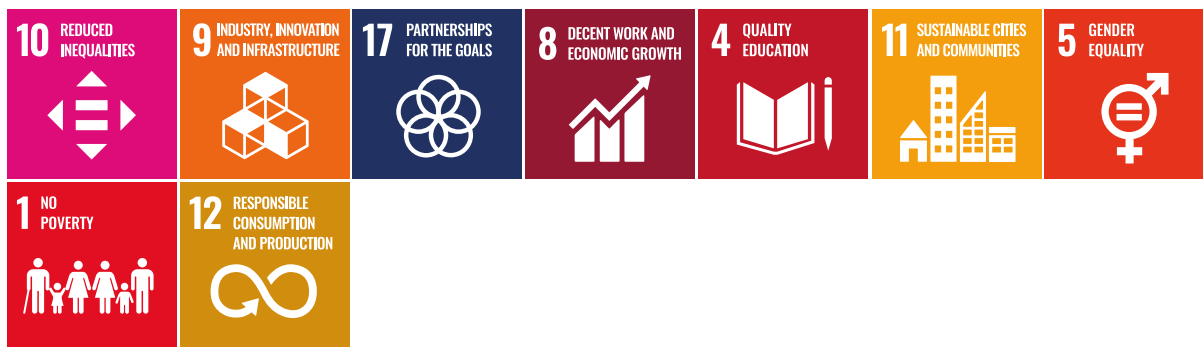 10 REDUCED
INEQUALITIES
9 INDUSTRY, INNOVATION
AND INFRASTRUCTURE
17 PARTNERSHIPS
FOR THE GOALS
8 DECENT WORK AND
ECONOMIC GROWTH
4 QUALITY
EDUCATION
11 SUSTAINABLE CITIES
AND COMMUNITIES
5 GENDER
EQUALITY
1 NO
POVERTY
12 RESPONSIBLE
CONSUMPTION
AND PRODUCTION